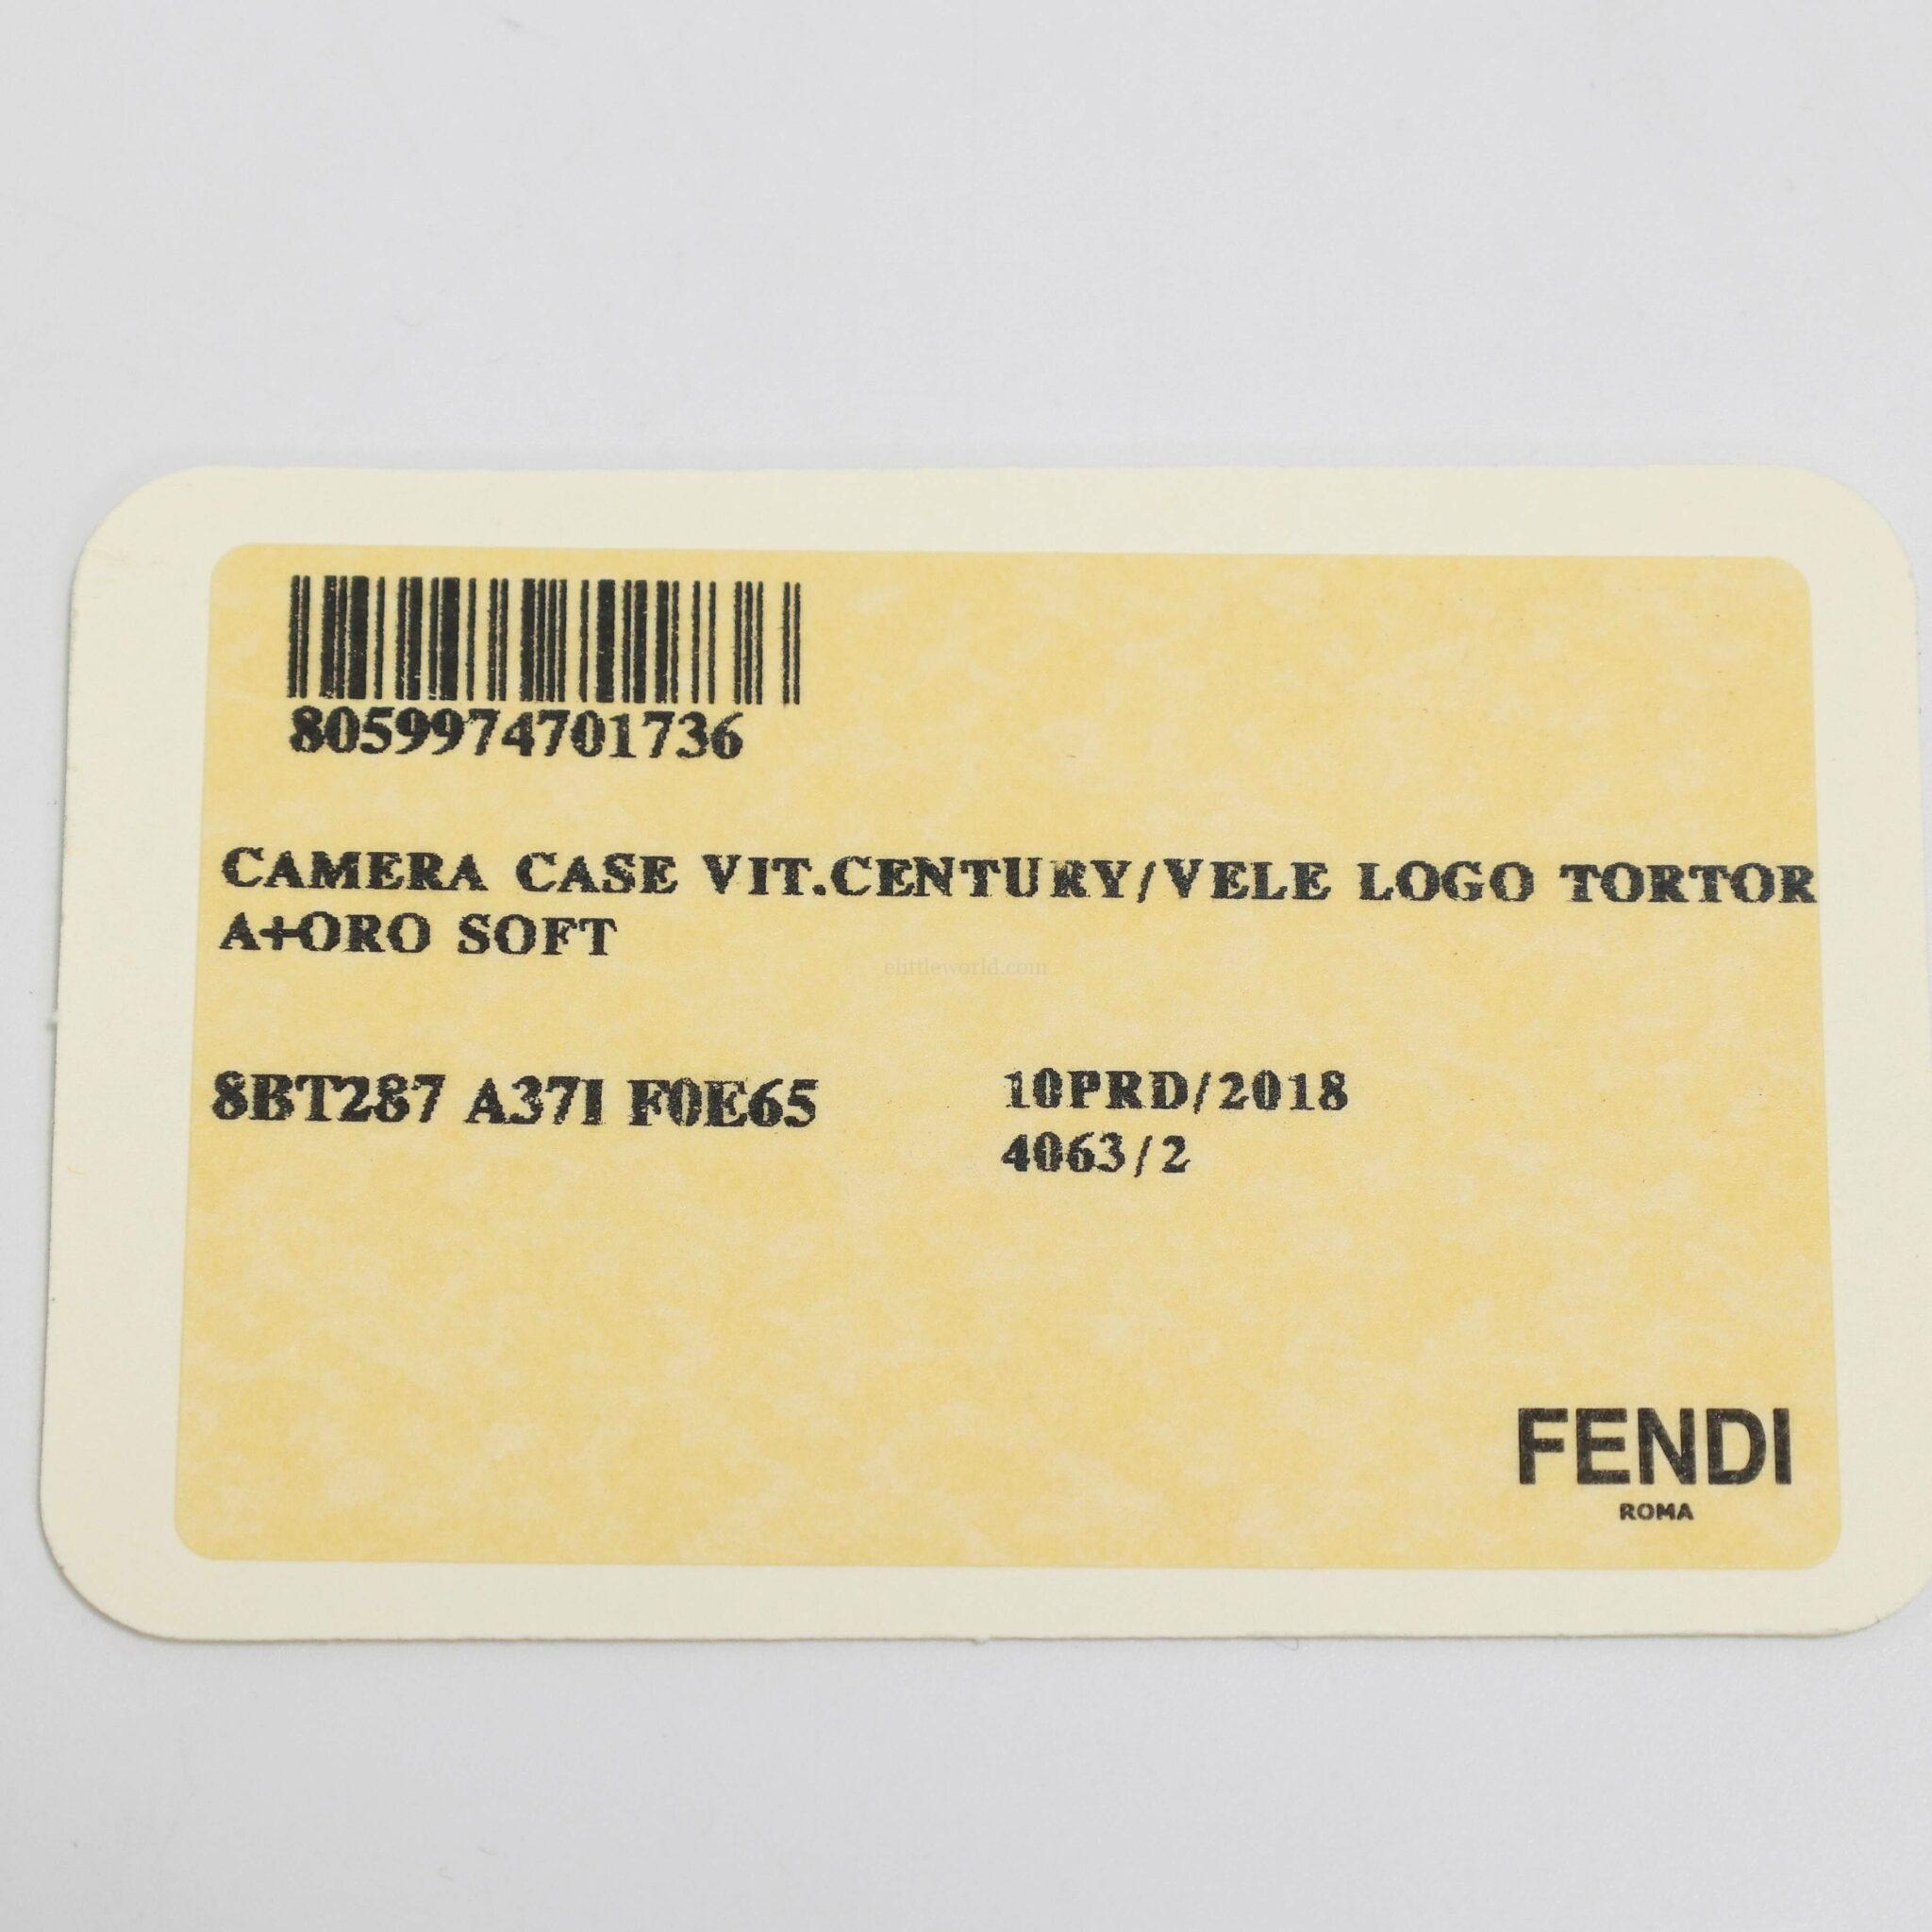 8059974701736
CAMERA CASE VIT.CENTURY/VELE LOGO TORTOR
A+ORO SOFT
elittleworld.com
8BT287 A37I F0E65
10PRD/2018
4063/2
FENDI
ROMA